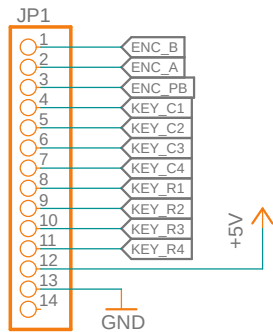 JP1
1 ENC_B
2 ENC_A
3 ENC_PB
4 KEY_C1
5 KEY_C2
6 KEY_C3
7 KEY_C4
8 KEY_R1
9 KEY_R2
10 KEY_R3
11 KEY_R4
12 +5V
13 GND
14